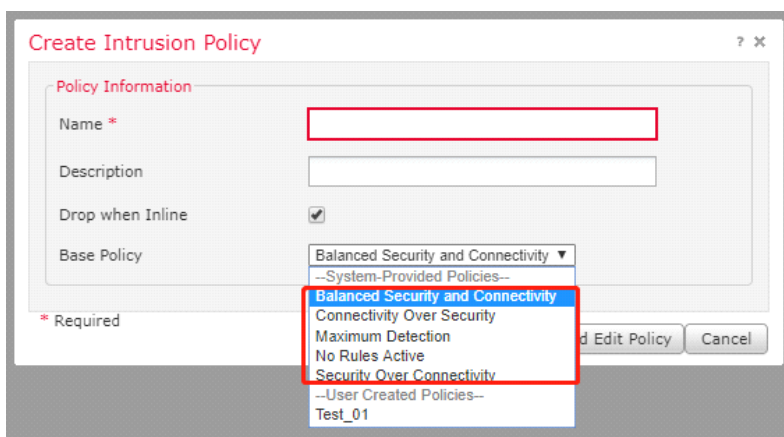 Create Intrusion Policy
? ×
Policy Information
Name *
Description
Drop when Inline
Base Policy
Balanced Security and Connectivity ▼
--System-Provided Policies--
Balanced Security and Connectivity
Connectivity Over Security
Maximum Detection
No Rules Active
Security Over Connectivity
--User Created Policies--
Test_01
* Required
d Edit Policy
Cancel